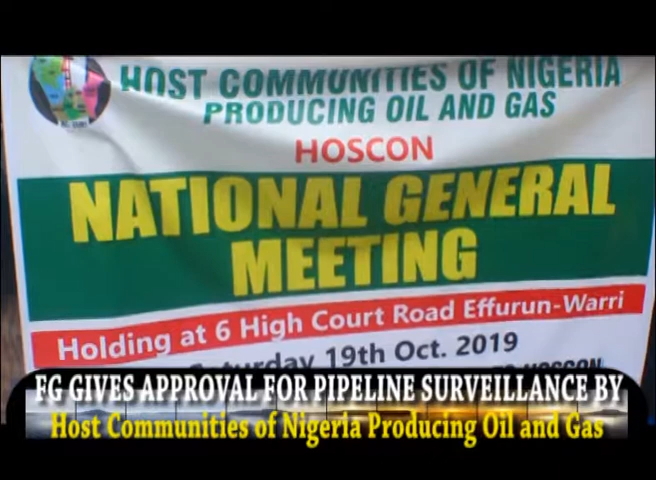 HOST COMMUNITIES OF NIGERIA
PRODUCING OIL AND GAS
HOSCON
NATIONAL GENERAL
MEETING
Holding at 6 High Court Road Effurun-Warri
Saturday 19th Oct. 2019
HOSCON
FG GIVES APPROVAL FOR PIPELINE SURVEILLANCE BY
Host Communities of Nigeria Producing Oil and Gas